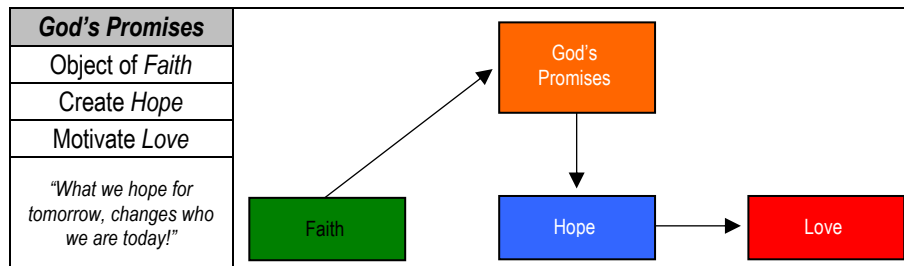 God's Promises
Object of Faith
Create Hope
Motivate Love
“What we hope for
tomorrow, changes who
we are today!”
God's
Promises
Faith
Hope
Love